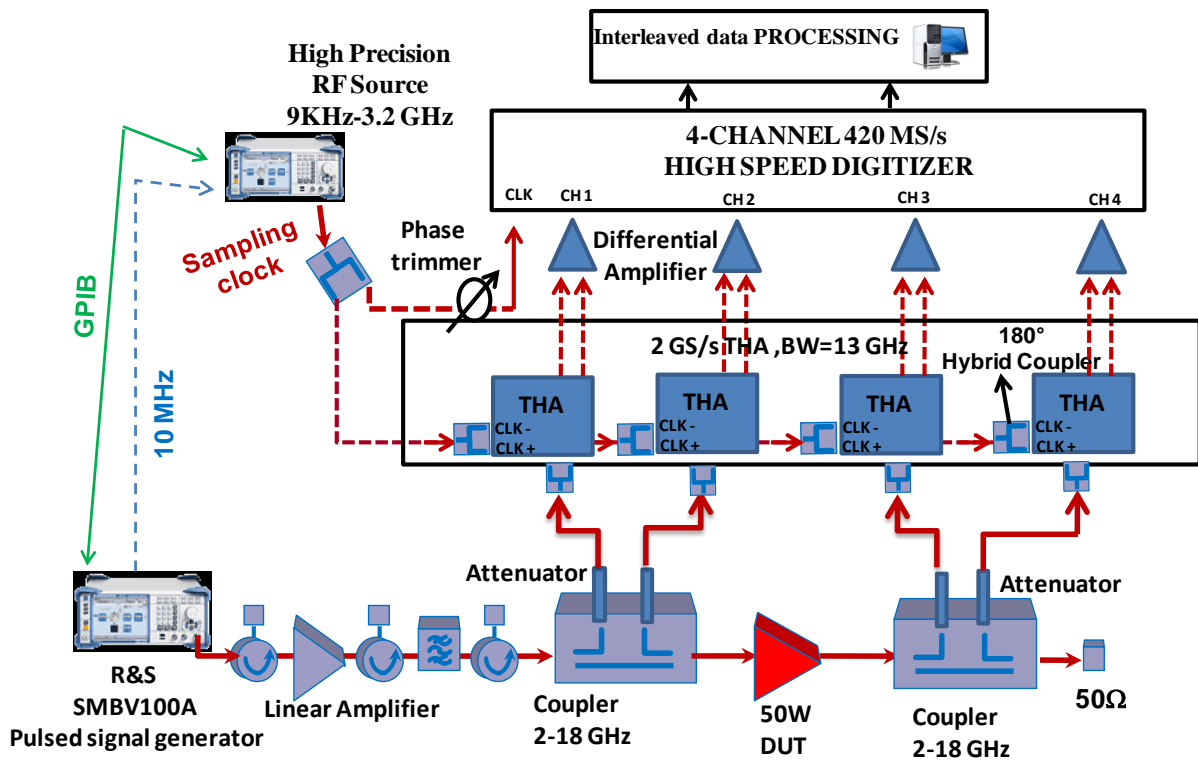 Interleaved data PROCESSING
High Precision
RF Source
9KHz-3.2 GHz
4-CHANNEL 420 MS/s
HIGH SPEED DIGITIZER
CLK
CH 1
CH 2
CH 3
CH 4
Sampling
clock
Phase
trimmer
Differential
Amplifier
GPIB
10 MHz
2 GS/s THA ,BW=13 GHz
180°
Hybrid Coupler
THA
CLK -
CLK +
THA
CLK -
CLK +
THA
CLK -
CLK +
THA
CLK -
CLK +
Attenuator
Attenuator
R&S
SMBV100A
Pulsed signal generator
Linear Amplifier
Coupler
2-18 GHz
50W
DUT
Coupler
2-18 GHz
50Ω